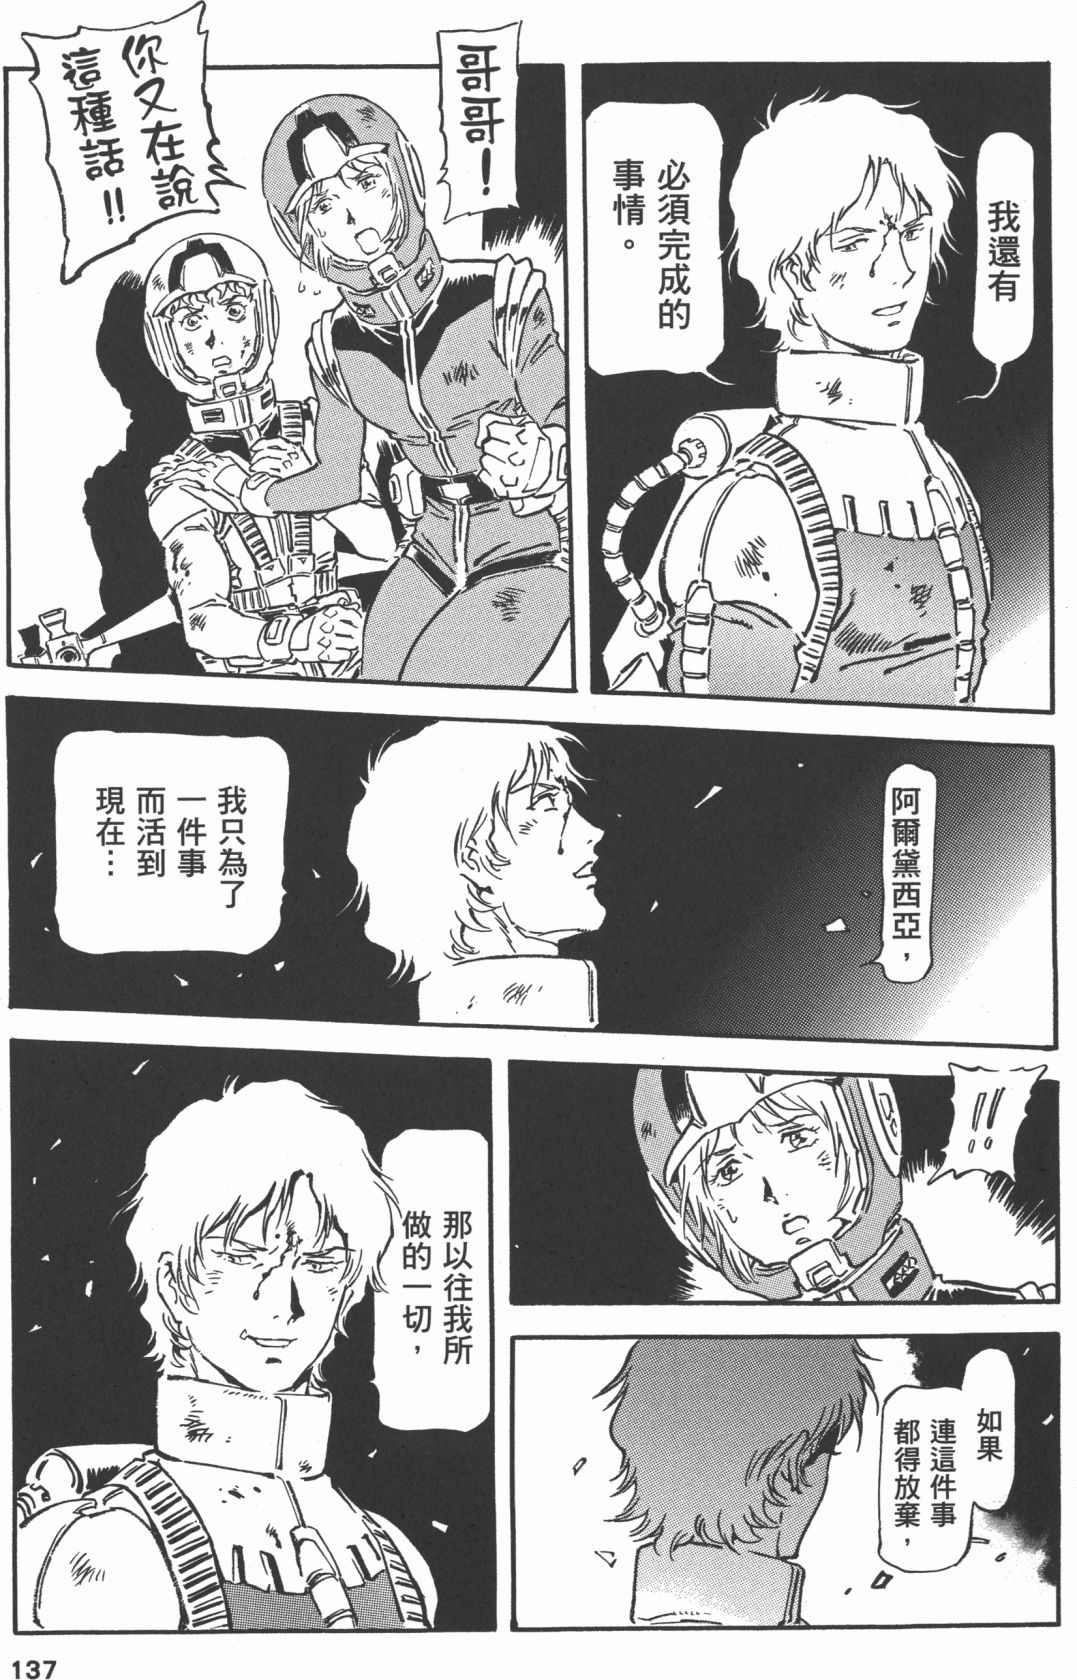 我還有
必須完成的
事情。
哥哥!
你又在說
這種話!!
阿爾黛西亞，
我只為了
一件事
而活到
現在…
!!
如果
連這件事
都得放棄，
那以往我所
做的一切，
137